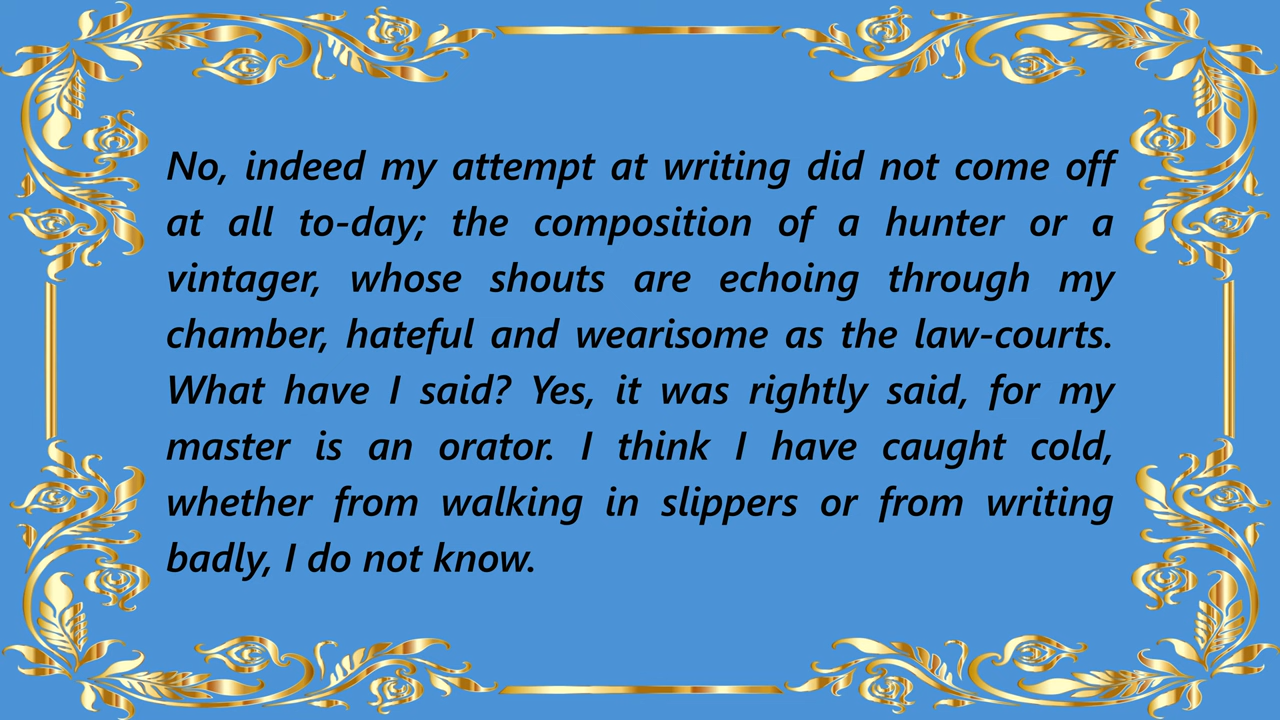 No, indeed my attempt at writing did not come off
at all to-day; the composition of a hunter or a
vintager, whose shouts are echoing through my
chamber, hateful and wearisome as the law-courts.
What have I said? Yes, it was rightly said, for my
master is an orator. I think I have caught cold,
whether from walking in slippers or from writing
badly, I do not know.